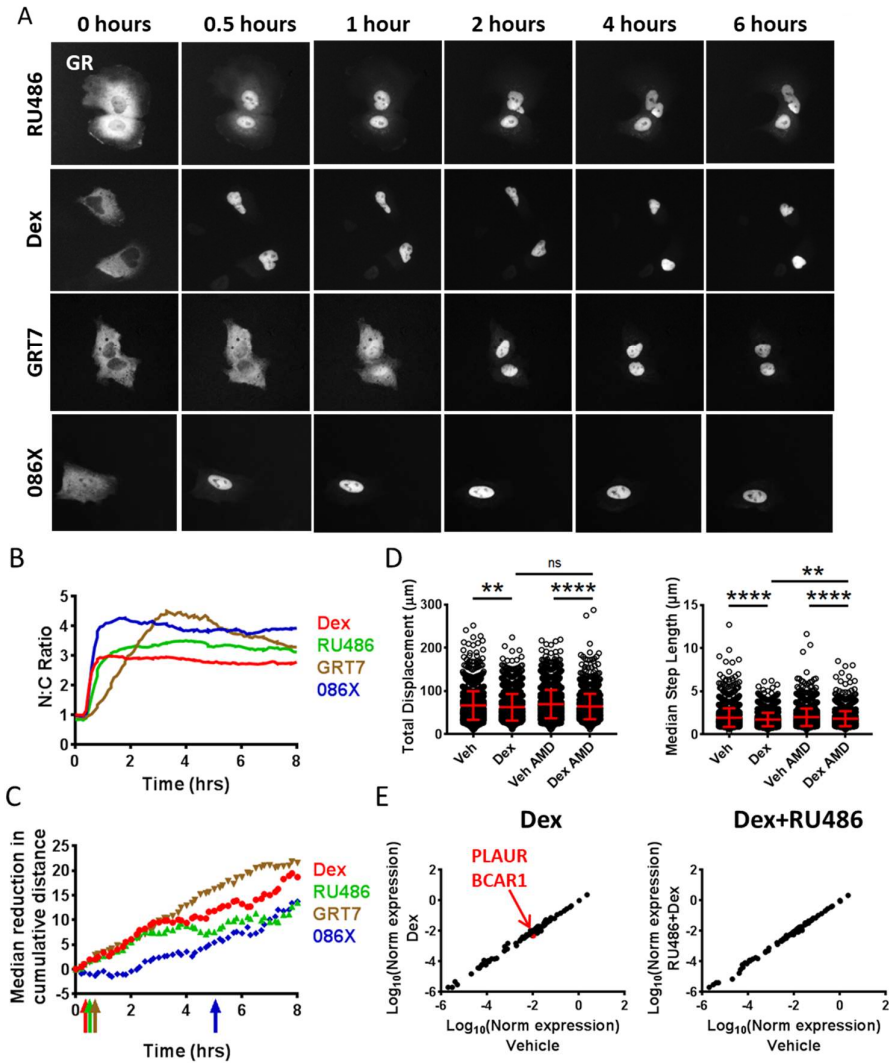 A
0 hours 0.5 hours 1 hour 2 hours 4 hours 6 hours
GR
RU486
Dex
GRT7
086X
B
N:C Ratio
5
4
3
2
1
0 2 4 6 8
Time (hrs)
Dex
RU486
GRT7
086X
C
Median reduction in
cumulative distance
25
20
15
10
5
0
-5
0 2 4 6 8
Time (hrs)
Dex
RU486
GRT7
086X
D
Total Displacement (µm)
300
200
100
0
ns
** ****
Veh Dex Veh AMD Dex AMD
Median Step Length
(µm)
15
10
5
0
**
**** ****
Veh Dex Veh AMD Dex AMD
E
Dex
PLAUR
BCAR1
Log10(Norm expression)
Dex
2
0
-2
-4
-6
-6 -4 -2 0 2
Log10(Norm expression)
Vehicle
Dex+RU486
Log10(Norm expression)
RU486+Dex
2
0
-2
-4
-6
-6 -4 -2 0 2
Log10(Norm expression)
Vehicle